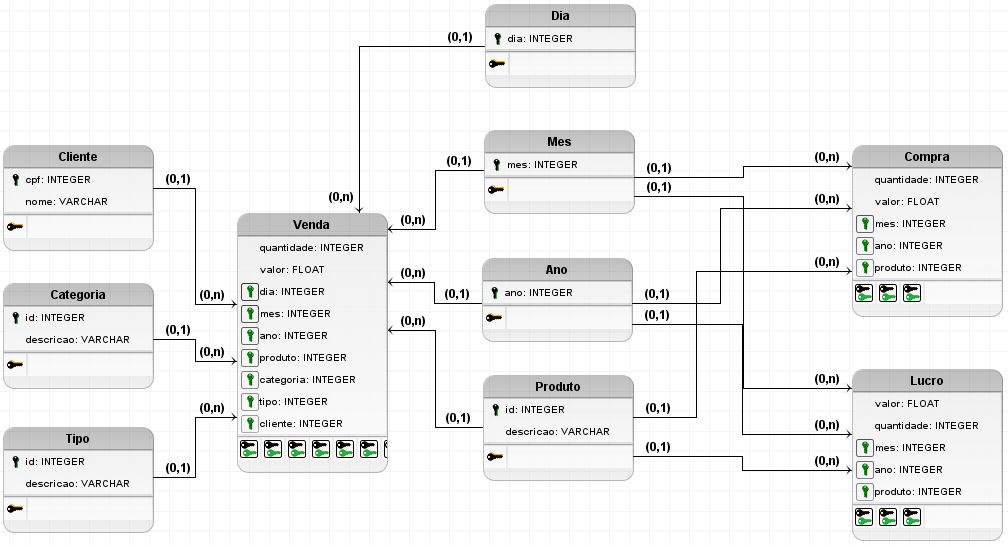 Dia
dia: INTEGER
(0,1)
(0,n)
Cliente
cpf: INTEGER
nome: VARCHAR
(0,1)
(0,n)
Categoria
id: INTEGER
descricao: VARCHAR
(0,1)
(0,n)
Tipo
id: INTEGER
descricao: VARCHAR
(0,1)
(0,n)
Venda
quantidade: INTEGER
valor: FLOAT
dia: INTEGER
mes: INTEGER
ano: INTEGER
produto: INTEGER
categoria: INTEGER
tipo: INTEGER
cliente: INTEGER
Mes
mes: INTEGER
(0,1)
(0,n)
(0,1)
(0,1)
Ano
ano: INTEGER
(0,n)
(0,1)
(0,1)
(0,1)
Produto
id: INTEGER
descricao: VARCHAR
(0,n)
(0,1)
(0,1)
(0,1)
Compra
quantidade: INTEGER
valor: FLOAT
mes: INTEGER
ano: INTEGER
produto: INTEGER
(0,n)
(0,n)
(0,n)
Lucro
valor: FLOAT
quantidade: INTEGER
mes: INTEGER
ano: INTEGER
produto: INTEGER
(0,n)
(0,n)
(0,n)